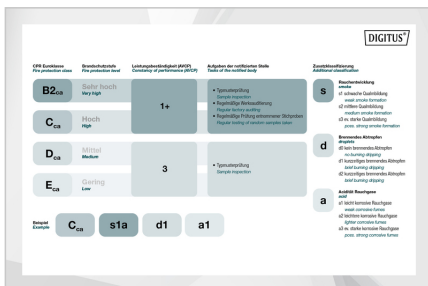 DIGITUS®
CPR Euroklasse
Fire protection class
Brandschutzstufe
Fire protection level
Leistungsbeständigkeit (AVCP)
Constancy of performance (AVCP)
Aufgaben der notifizierten Stelle
Tasks of the notified body
Zusatzklassifizierung
Additional classification
B2ca
Sehr hoch
Very high
Cca
Hoch
High
1+
• Typmusterprüfung
Sample inspection
• Regelmäßige Werksauditierung
Regular factory auditing
• Regelmäßige Prüfung entnommener Stichproben
Regular testing of random samples taken
Dca
Mittel
Medium
Eca
Gering
Low
3
• Typmusterprüfung
Sample inspection
s
Rauchentwicklung
smoke
s1 schwache Qualmbildung
weak smoke formation
s2 mittlere Qualmbildung
medium smoke formation
s3 ev. starke Qualmbildung
poss. strong smoke formation
d
Brennendes Abtropfen
droplets
d0 kein brennendes Abtropfen
no burning dripping
d1 kurzzeitiges brennendes Abtropfen
brief burning dripping
d2 kurzzeitiges brennendes Abtropfen
brief burning dripping
a
Acidität Rauchgase
acid
a1 leicht korrosive Rauchgase
weak corrosive fumes
a2 leichtere korrosive Rauchgase
lighter corrosive fumes
a3 ev. starke korrosive Rauchgase
poss. strong corrosive fumes
Beispiel
Example
Cca
s1a
d1
a1